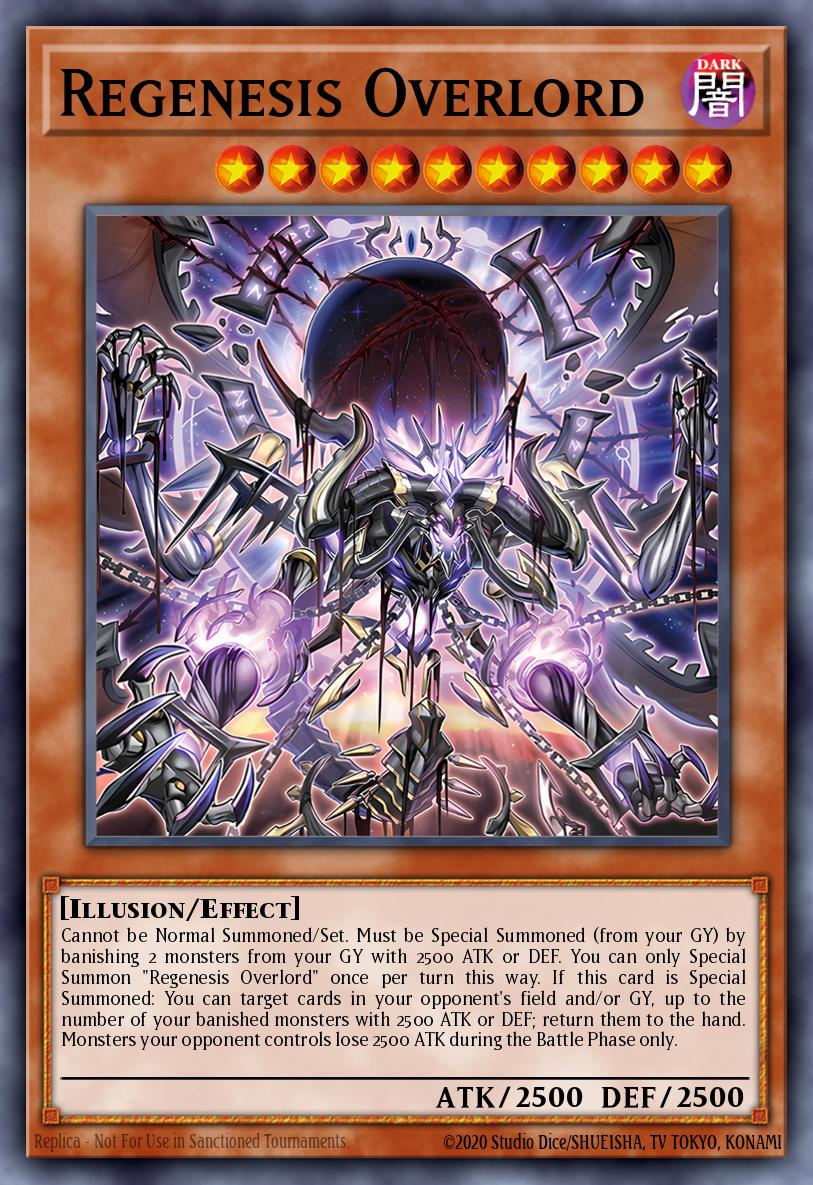 Regenesis Overlord
DARK
闇
[Illusion/Effect]
Cannot be Normal Summoned/Set. Must be Special Summoned (from your GY) by
banishing 2 monsters from your GY with 2500 ATK or DEF. You can only Special
Summon "Regenesis Overlord" once per turn this way. If this card is Special
Summoned: You can target cards in your opponent's field and/or GY, up to the
number of your banished monsters with 2500 ATK or DEF; return them to the hand.
Monsters your opponent controls lose 2500 ATK during the Battle Phase only.
ATK/2500 DEF/2500
Replica - Not For Use in Sanctioned Tournaments.
©2020 Studio Dice/SHUEISHA, TV TOKYO, KONAMI